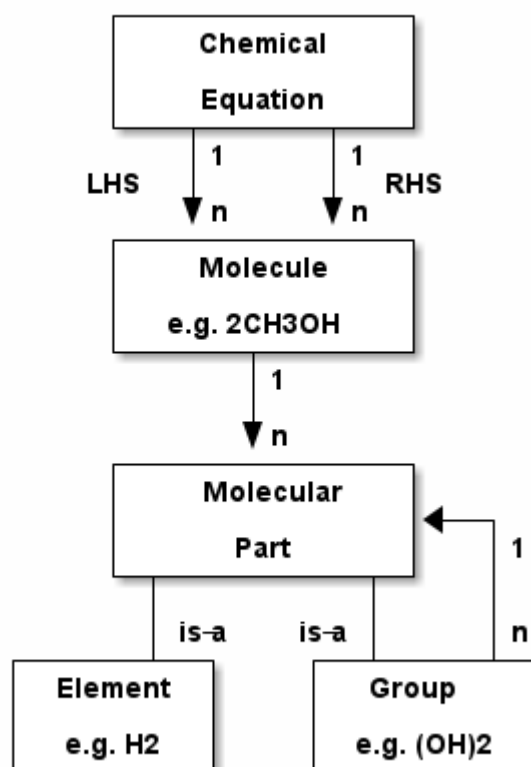 Chemical
Equation
1 1
LHS RHS
n n
Molecule
e.g. 2CH3OH
1
n
Molecular
Part
1
is-a is-a n
Element Group
e.g. H2 e.g. (OH)2